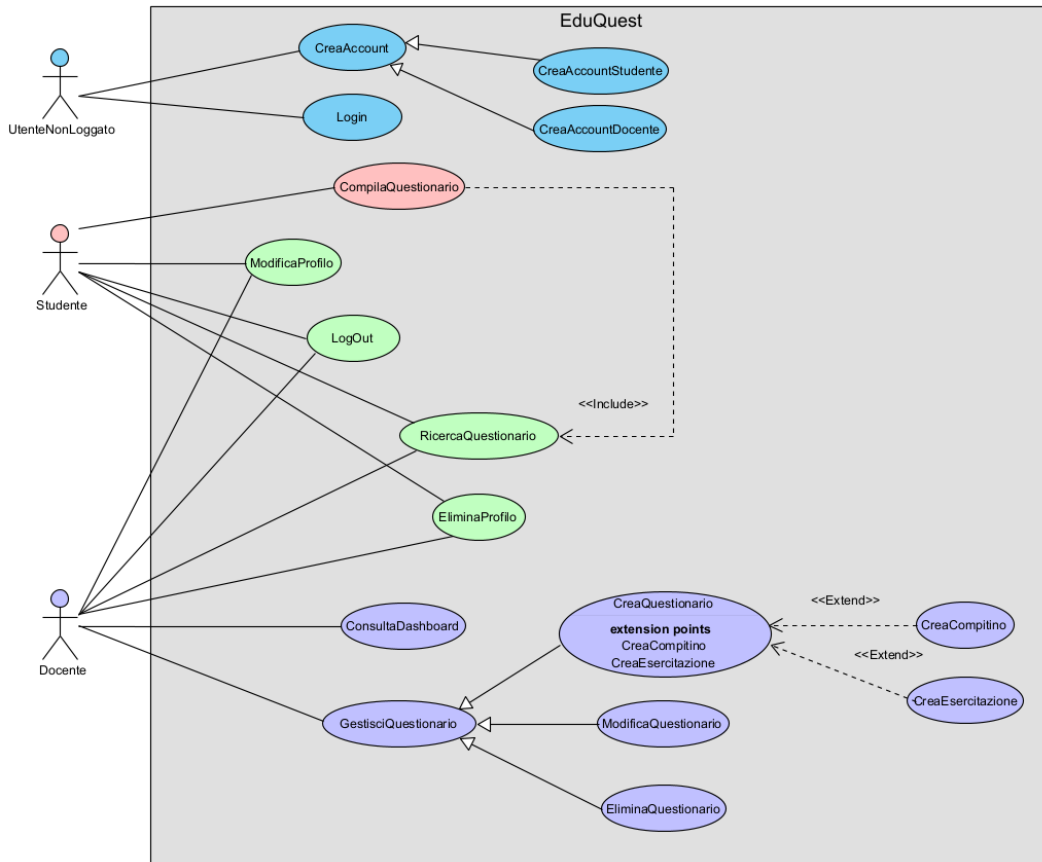 EduQuest
CreaAccount
CreaAccountStudente
UtenteNonLoggato
Login
CreaAccountDocente
CompilaQuestionario
ModificaProfilo
Studente
LogOut
<<Include>>
RicercaQuestionario
EliminaProfilo
CreaQuestionario
extension points
CreaCompitino
CreaEsercitazione
<<Extend>>
CreaCompitino
<<Extend>>
CreaEsercitazione
ConsultaDashboard
Docente
GestisciQuestionario
ModificaQuestionario
EliminaQuestionario